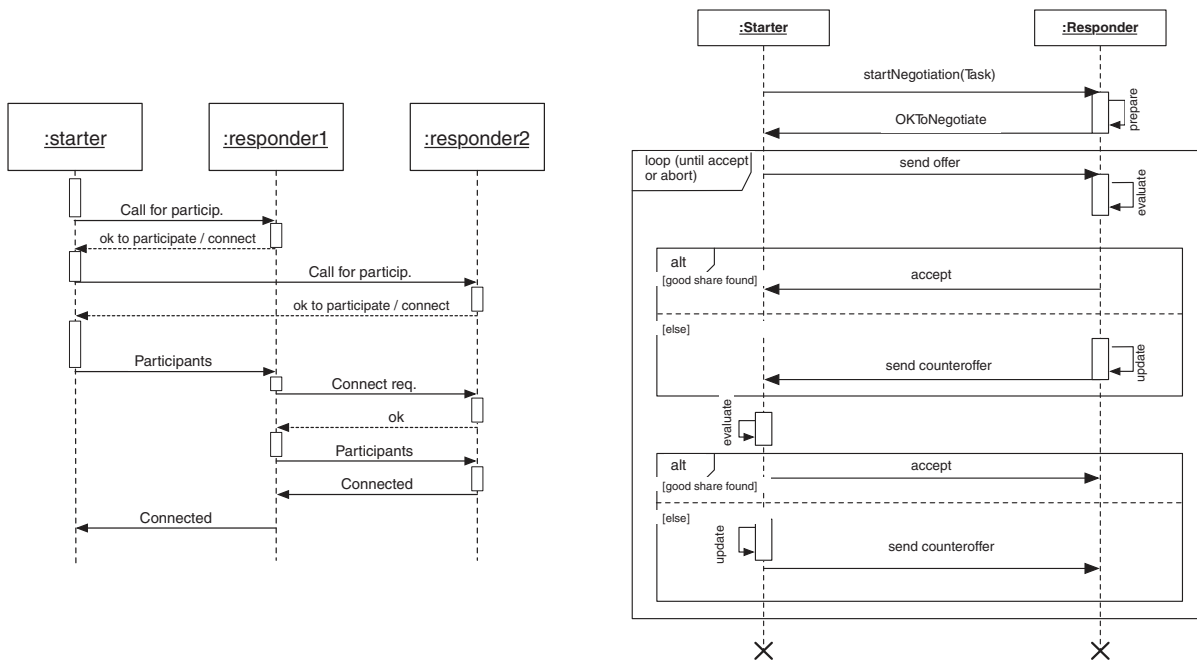 :starter
:responder1
:responder2
Call for particip.
ok to participate / connect
Call for particip.
ok to participate / connect
Participants
Connect req.
ok
Participants
Connected
Connected
:Starter
:Responder
startNegotiation(Task)
prepare
OKToNegotiate
loop (until accept
or abort)
send offer
evaluate
alt
[good share found]
accept
[else]
update
send counteroffer
evaluate
alt
[good share found]
accept
[else]
update
send counteroffer